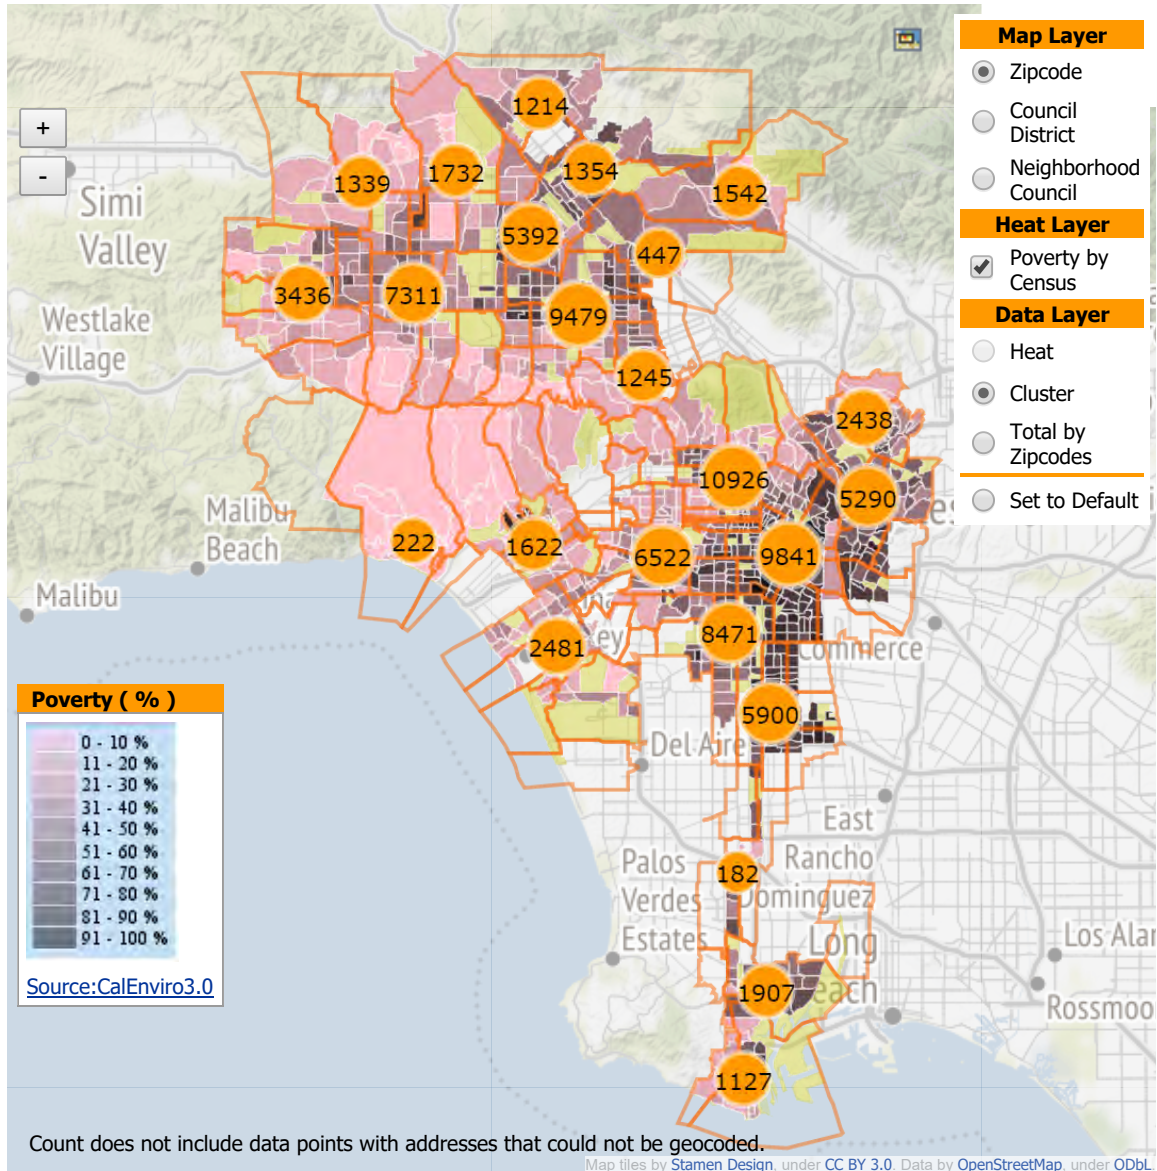 Map Layer
Zipcode
Council
District
Neighborhood
Council
Heat Layer
Poverty by
Census
Data Layer
Heat
Cluster
Total by
Zipcodes
Set to Default
+
-
1214
1339
1732
1354
1542
5392
447
3436
7311
9479
1245
2438
10926
5290
222
1622
6522
9841
2481
8471
5900
182
1907
1127
Simi
Valley
Westlake
Village
Malibu
Beach
Malibu
Commerce
Del Aire
East
Rancho
Dominguez
Palos
Verdes
Estates
Long
Beach
Los Alar
Rossmoo
Poverty ( % )
0 - 10 %
11 - 20 %
21 - 30 %
31 - 40 %
41 - 50 %
51 - 60 %
61 - 70 %
71 - 80 %
81 - 90 %
91 - 100 %
Source:CalEnviro3.0
Count does not include data points with addresses that could not be geocoded.
Map tiles by Stamen Design, under CC BY 3.0. Data by OpenStreetMap, under ODbL